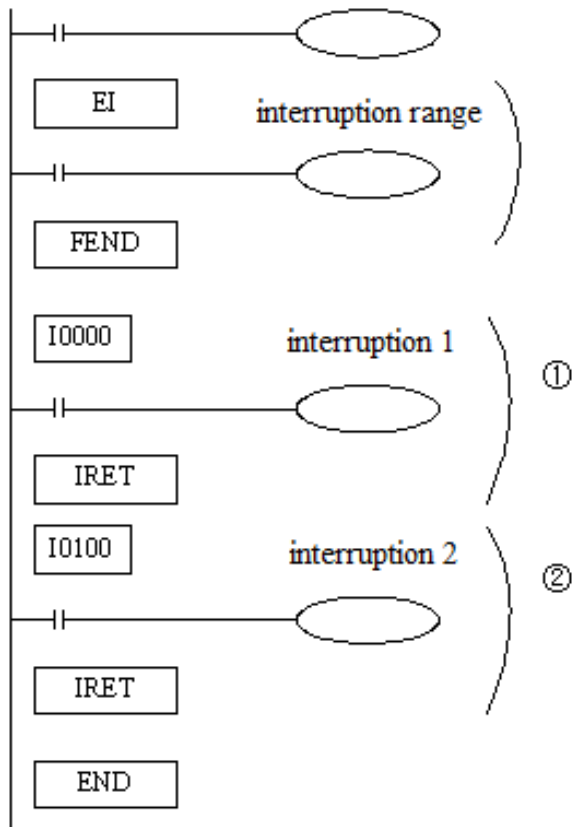 EI
interruption range
FEND
I0000
interruption 1
①
IRET
I0100
interruption 2
②
IRET
END